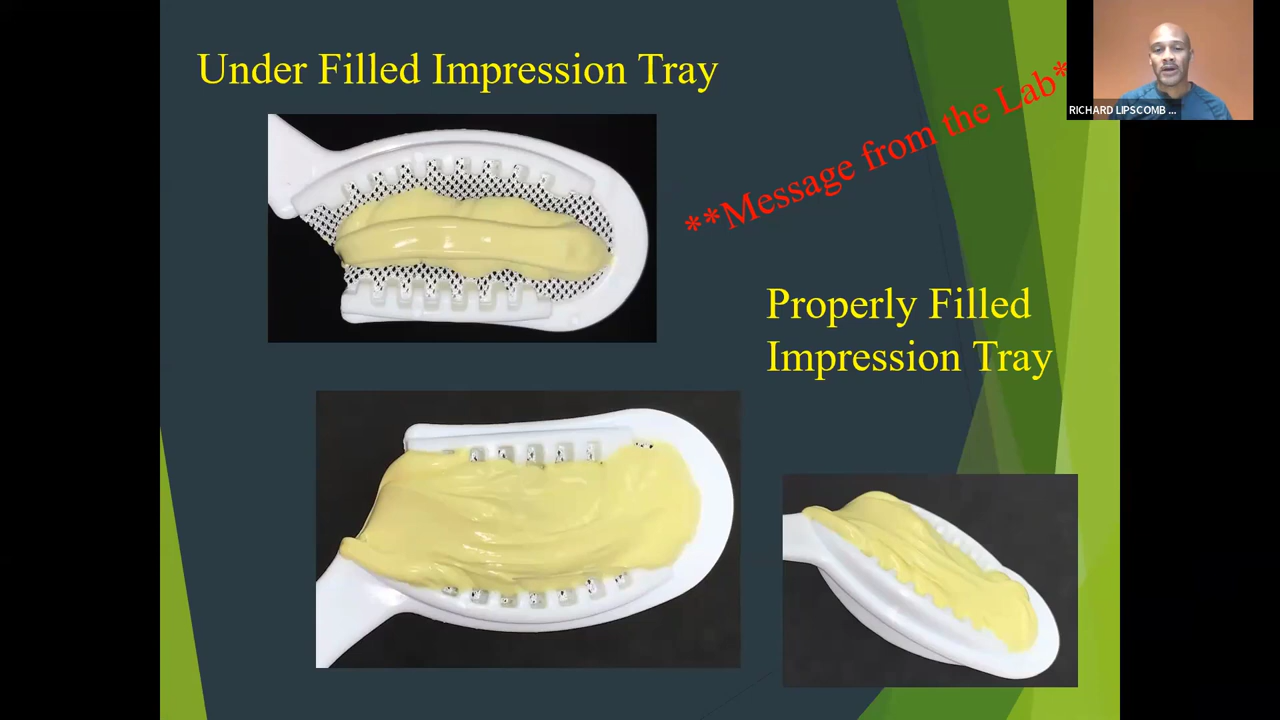 Under Filled Impression Tray
**Message from the Lab*
RICHARD LIPSCOMB ...
Properly Filled
Impression Tray